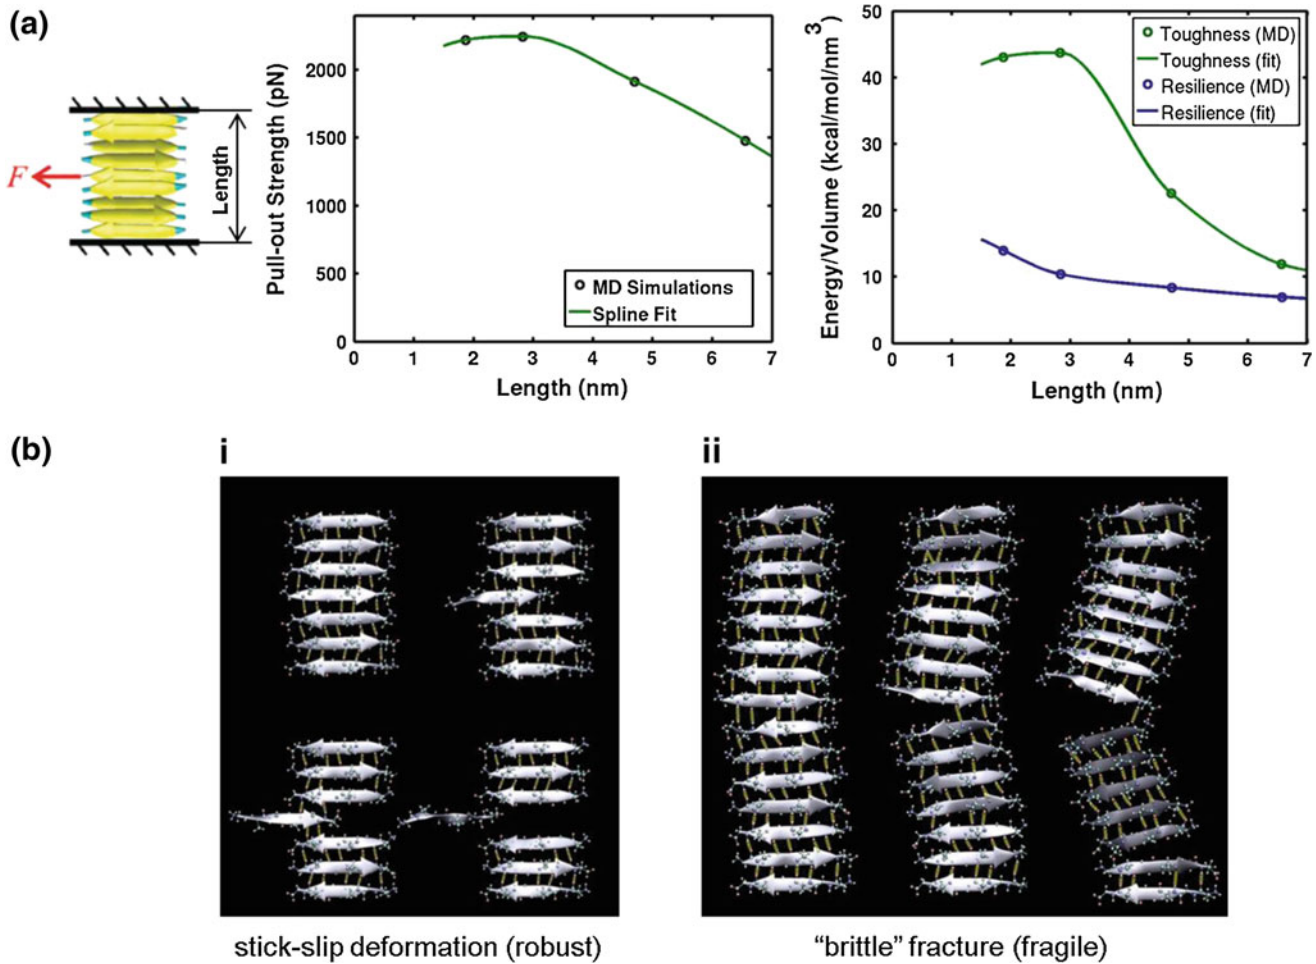 (a)
F
Length
Pull-out Strength (pN)
2000
1500
1000
500
0
0 1 2 3 4 5 6 7
Length (nm)
MD Simulations
Spline Fit
Energy/Volume (kcal/mol/nm³)
50
40
30
20
10
0
0 1 2 3 4 5 6 7
Length (nm)
Toughness (MD)
Toughness (fit)
Resilience (MD)
Resilience (fit)
(b)
i
ii
stick-slip deformation (robust)
“brittle” fracture (fragile)